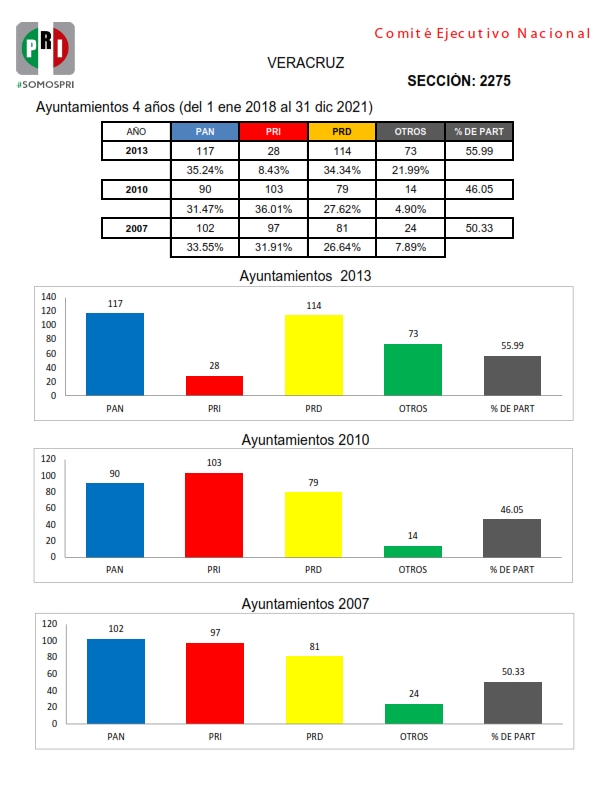 Comité Ejecutivo Nacional
PRI
#SOMOSPRI
VERACRUZ
SECCIÓN: 2275
Ayuntamientos 4 años (del 1 ene 2018 al 31 dic 2021)
AÑO PAN PRI PRD OTROS % DE PART
2013 117 28 114 73 55.99
35.24% 8.43% 34.34% 21.99%
2010 90 103 79 14 46.05
31.47% 36.01% 27.62% 4.90%
2007 102 97 81 24 50.33
33.55% 31.91% 26.64% 7.89%
Ayuntamientos 2013
140
120
100
80
60
40
20
0
117 28 114 73 55.99
PAN PRI PRD OTROS % DE PART
Ayuntamientos 2010
120
100
80
60
40
20
0
90 103 79 14 46.05
PAN PRI PRD OTROS % DE PART
Ayuntamientos 2007
120
100
80
60
40
20
0
102 97 81 24 50.33
PAN PRI PRD OTROS % DE PART